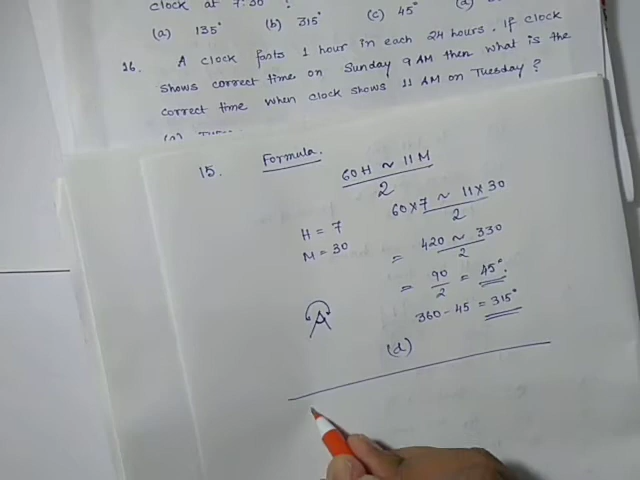 clock at 7:30
(a) 135° (b) 315° (c) 45° (d)
16. A clock fasts 1 hour in each 24 hours. If clock
shows correct time on Sunday 9 AM then what is the
correct time when clock shows 11 AM on Tuesday?
(a)
15. Formula.
60H ~ 11M
2
H = 7
M = 30
60×7 ~ 11×30
2
= 420 ~ 330
2
= 90/2 = 45°.
360-45 = 315°
(d)